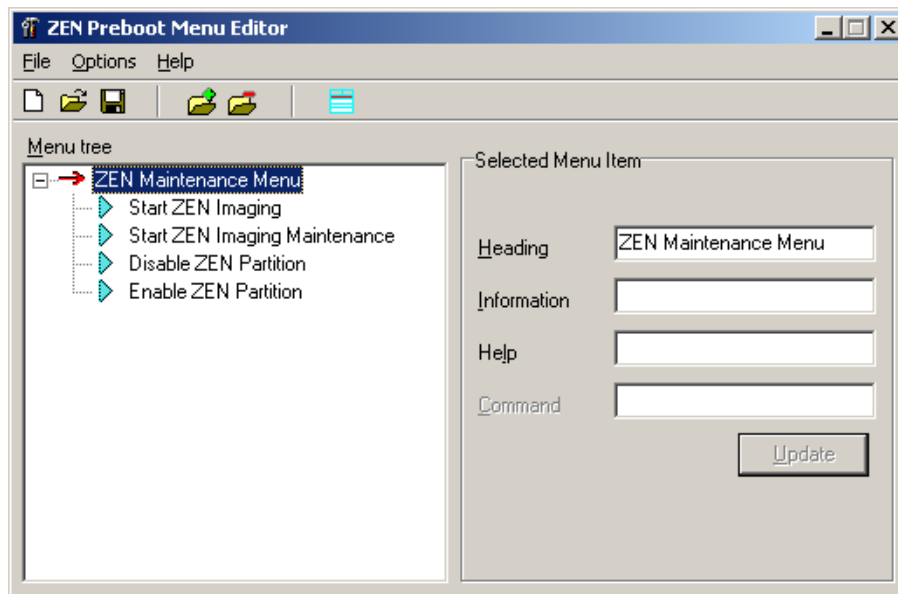 ZEN Preboot Menu Editor
File Options Help
Menu tree
ZEN Maintenance Menu
Start ZEN Imaging
Start ZEN Imaging Maintenance
Disable ZEN Partition
Enable ZEN Partition
Selected Menu Item
Heading ZEN Maintenance Menu
Information
Help
Command
Update